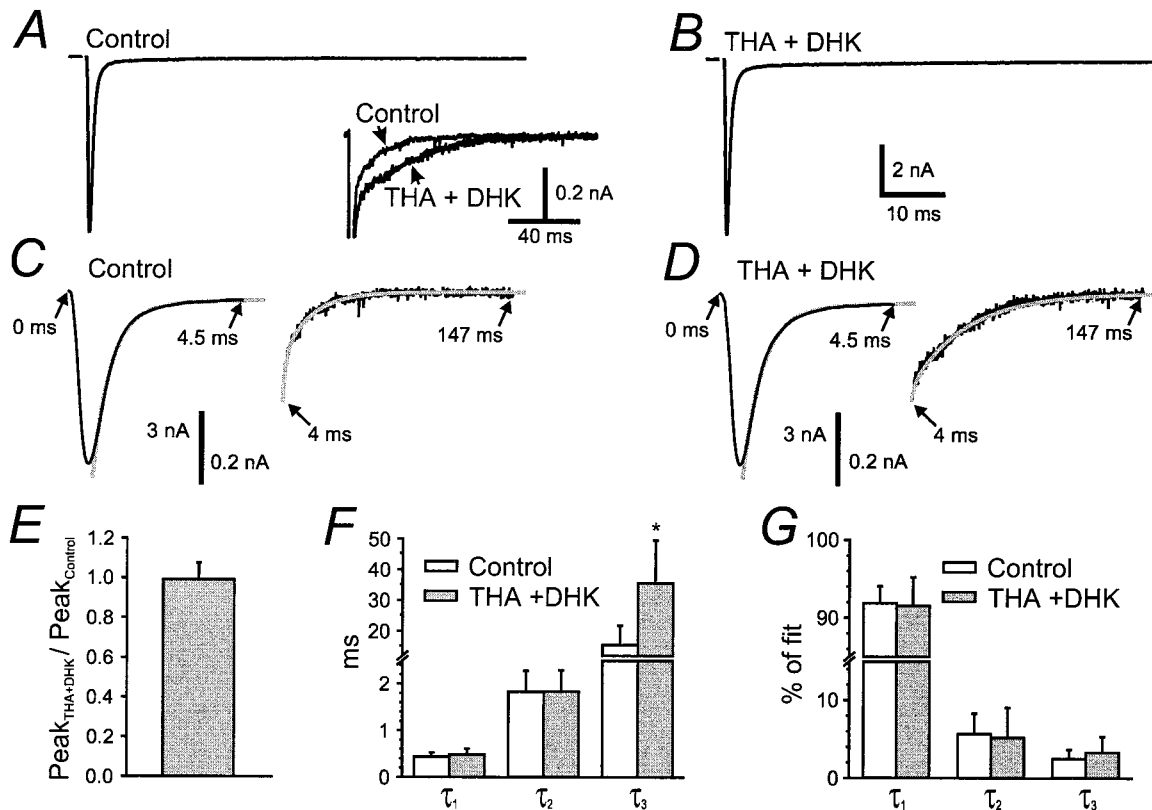 A
Control
B
THA + DHK
Control
THA + DHK
0.2 nA
40 ms
2 nA
10 ms
C
Control
0 ms
4.5 ms
147 ms
4 ms
3 nA
0.2 nA
D
THA + DHK
0 ms
4.5 ms
147 ms
4 ms
3 nA
0.2 nA
E
Peak_THA+DHK / Peak_Control
1.2
1.0
0.8
0.6
0.4
0.2
0.0
F
ms
50
40
30
20
10
2
1
0
Control
THA +DHK
*
τ₁
τ₂
τ₃
G
% of fit
100
90
10
0
Control
THA +DHK
τ₁
τ₂
τ₃